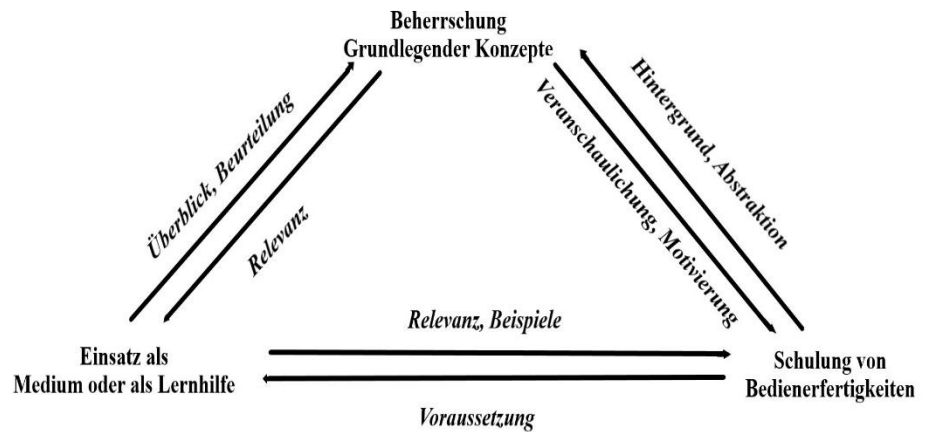 Beherrschung
Grundlegender Konzepte
Überblick, Beurteilung
Relevanz
Veranschaulichung, Motivierung
Hintergrund, Abstraktion
Relevanz, Beispiele
Einsatz als
Medium oder als Lernhilfe
Schulung von
Bedienerfertigkeiten
Voraussetzung